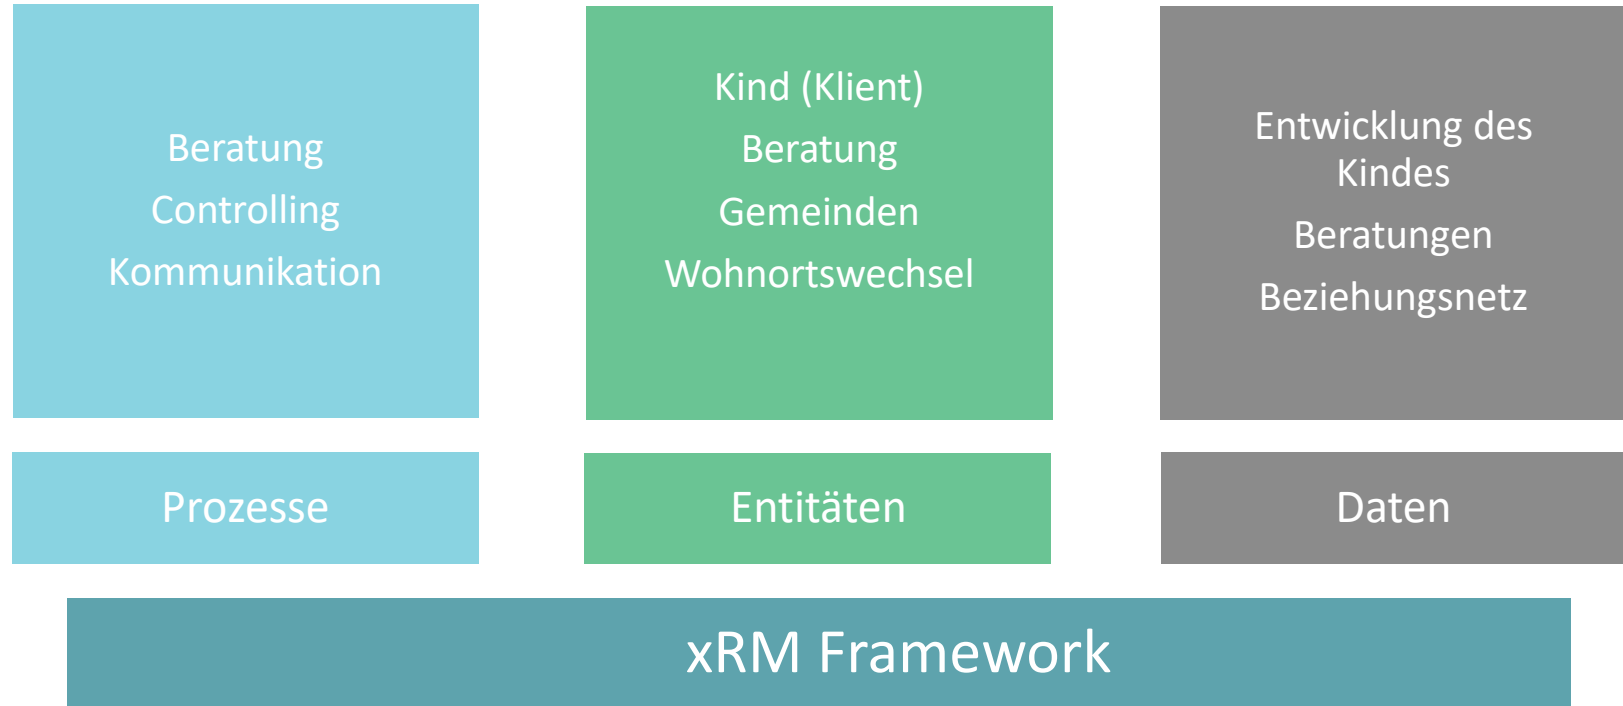 Beratung
Controlling
Kommunikation
Kind (Klient)
Beratung
Gemeinden
Wohnortswechsel
Entwicklung des
Kindes
Beratungen
Beziehungsnetz
Prozesse
Entitäten
Daten
xRM Framework